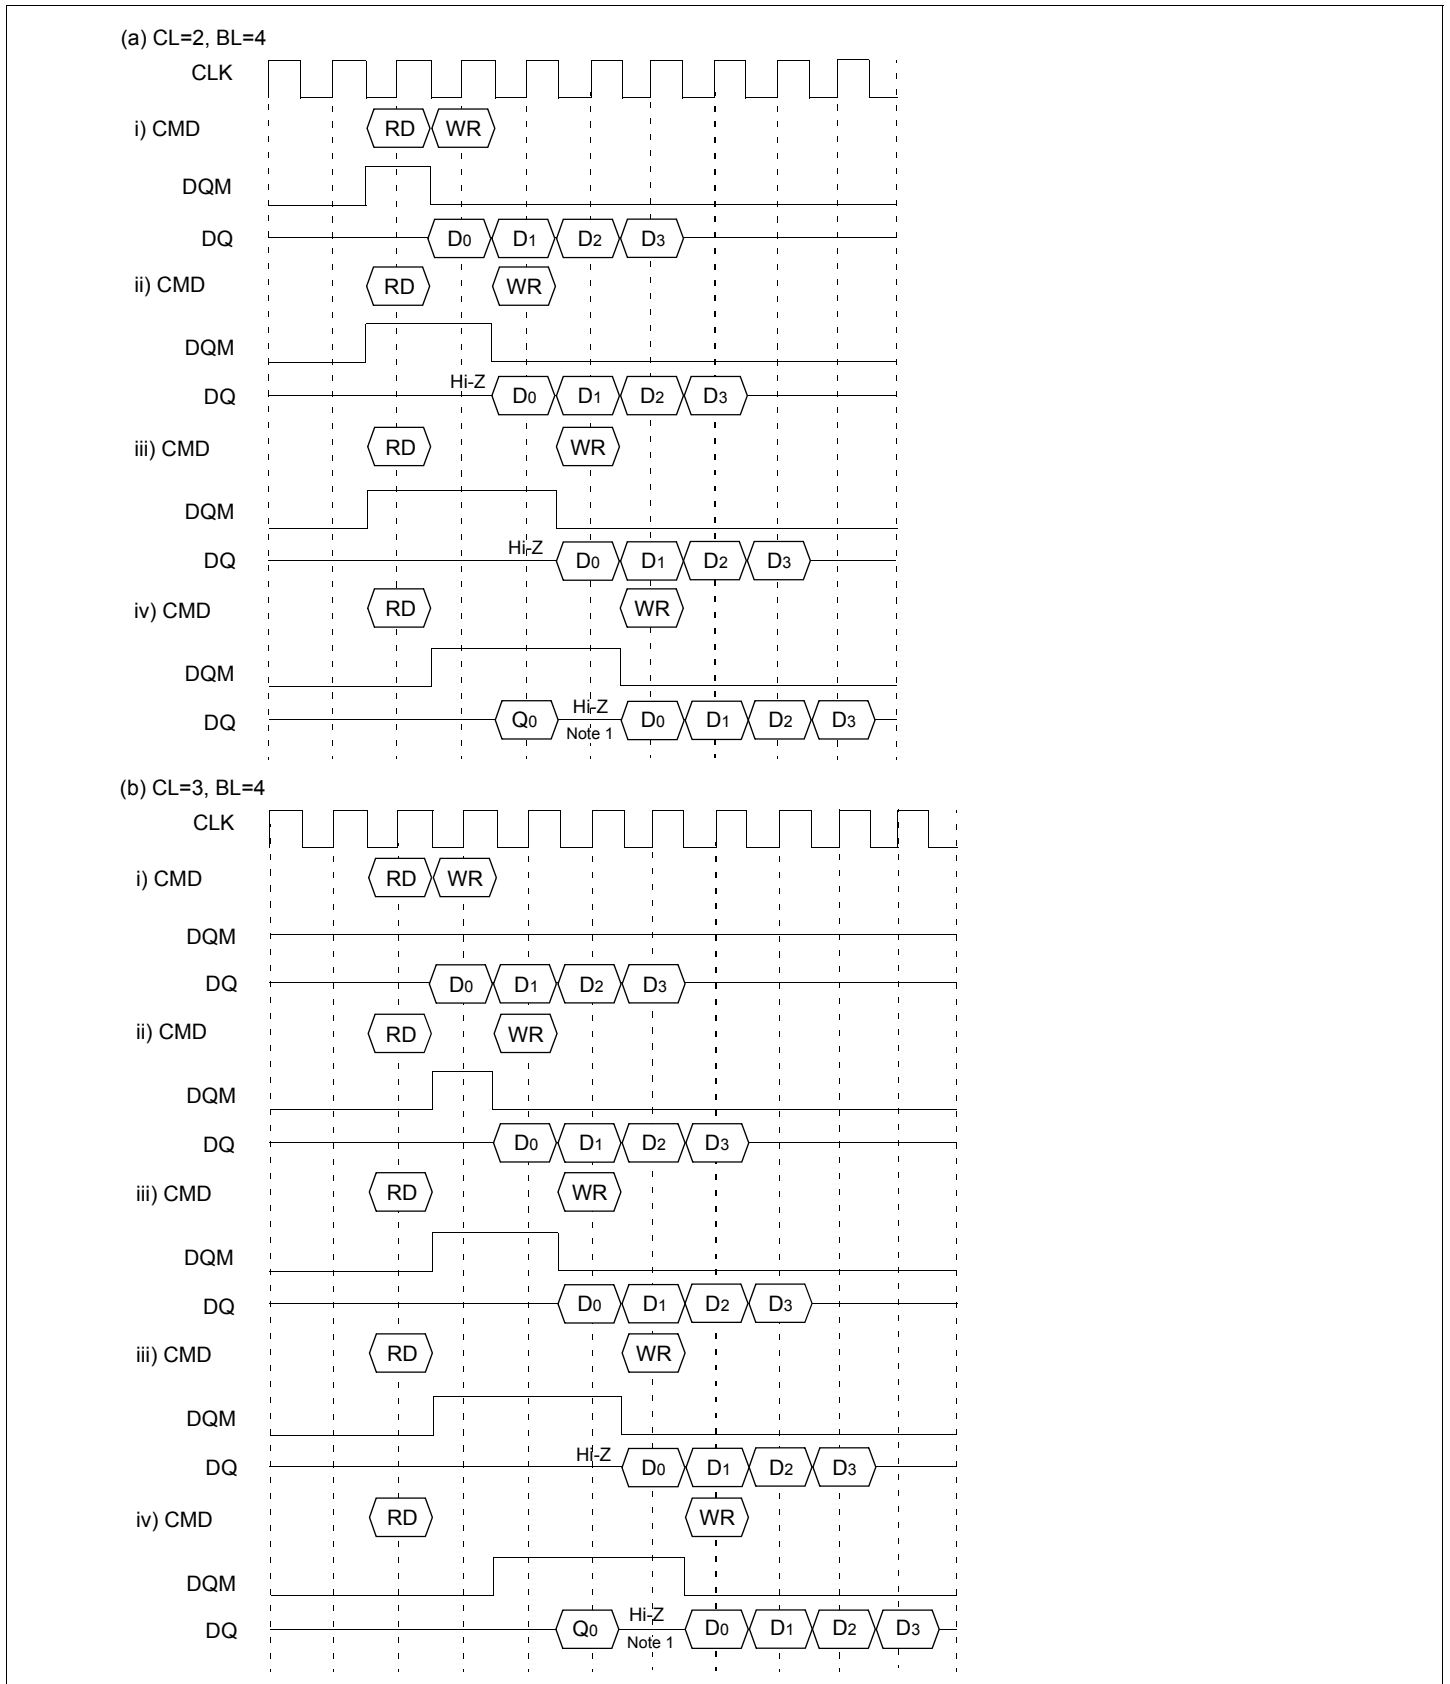 (a) CL=2, BL=4
CLK
i) CMD RD WR
DQM
DQ D0 D1 D2 D3
ii) CMD RD WR
DQM
Hi-Z
DQ D0 D1 D2 D3
iii) CMD RD WR
DQM
Hi-Z
DQ D0 D1 D2 D3
iv) CMD RD WR
DQM
Hi-Z
DQ Q0 D0 D1 D2 D3
Note 1
(b) CL=3, BL=4
CLK
i) CMD RD WR
DQM
DQ D0 D1 D2 D3
ii) CMD RD WR
DQM
DQ D0 D1 D2 D3
iii) CMD RD WR
DQM
DQ D0 D1 D2 D3
iii) CMD RD WR
DQM
Hi-Z
DQ D0 D1 D2 D3
iv) CMD RD WR
DQM
Hi-Z
DQ Q0 D0 D1 D2 D3
Note 1